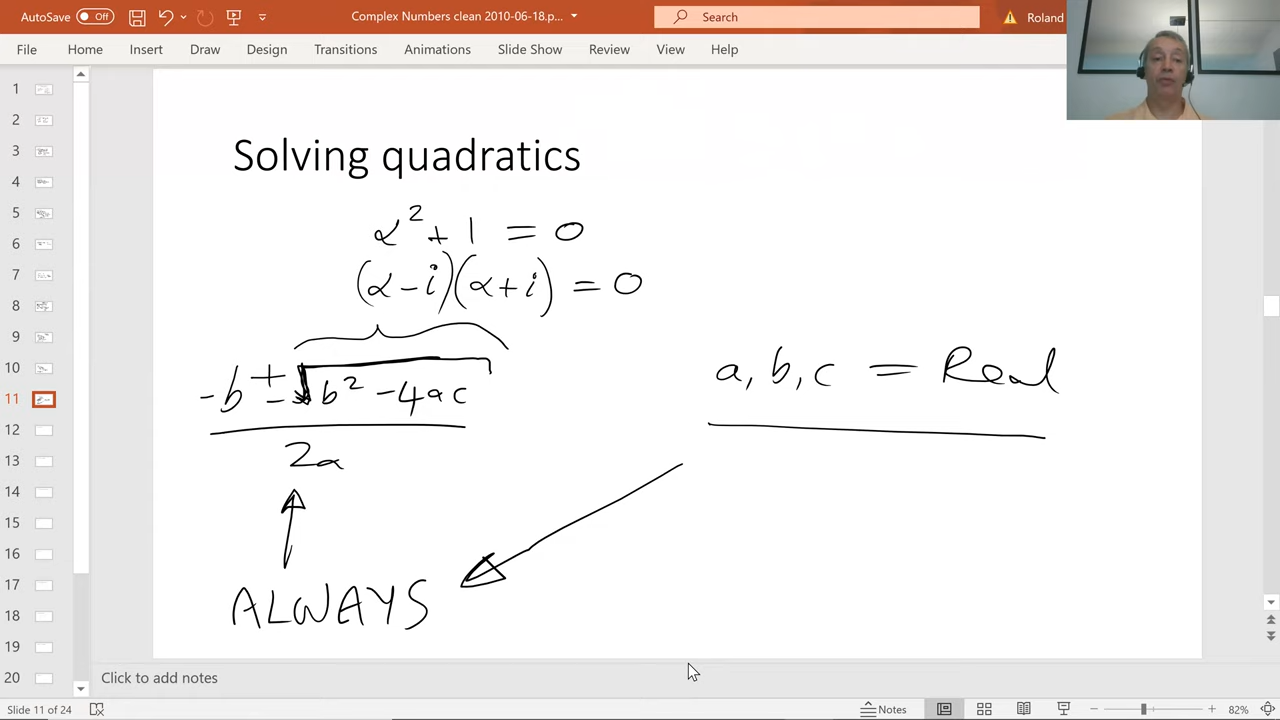 AutoSave Off Complex Numbers clean 2010-06-18.p... Search Roland
File Home Insert Draw Design Transitions Animations Slide Show Review View Help
1
2
3
4
5
6
7
8
9
10
11
12
13
14
15
16
17
18
19
20
Solving quadratics
α² + 1 = 0
(α - i)(α + i) = 0
-b ± √b² - 4ac
2a
a, b, c = Real
ALWAYS
Click to add notes
Slide 11 of 24 Notes 82%